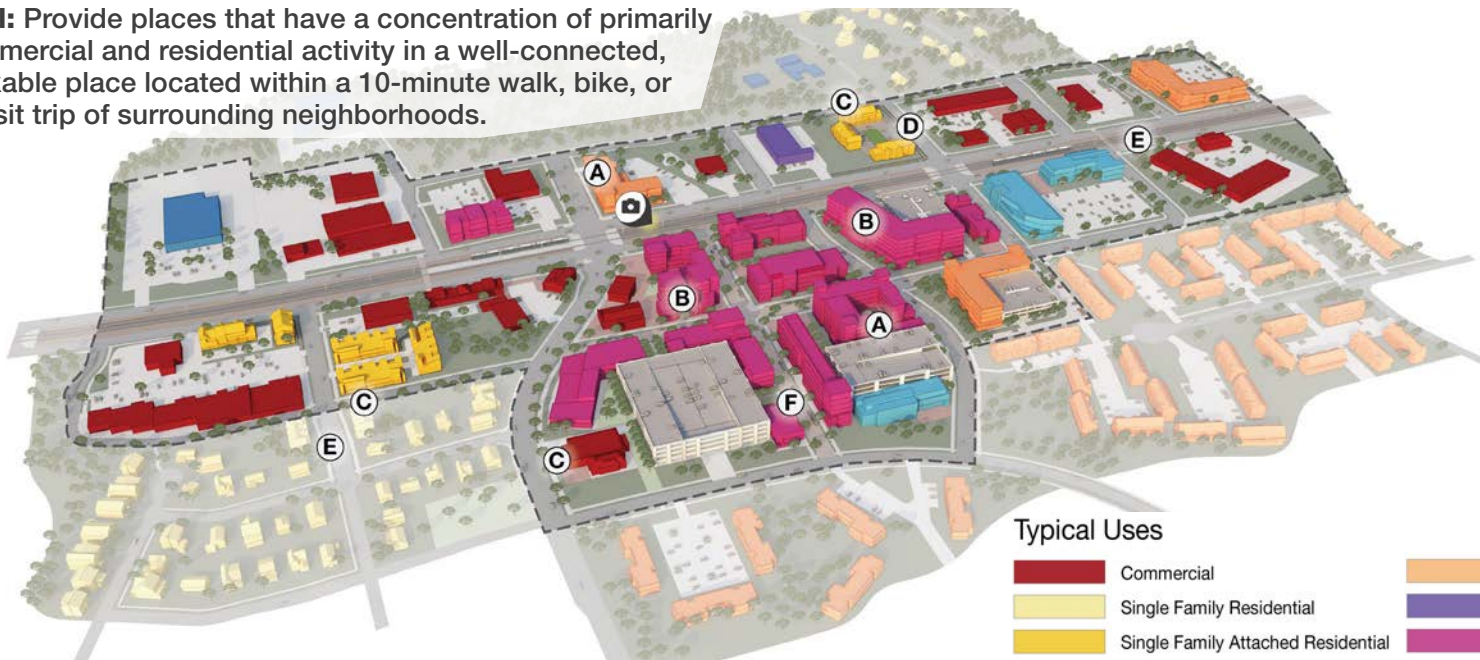 l: Provide places that have a concentration of primarily
mercial and residential activity in a well-connected,
kable place located within a 10-minute walk, bike, or
sit trip of surrounding neighborhoods.
C
D
E
A
B
B
A
C
F
E
C
Typical Uses
Commercial
Single Family Residential
Single Family Attached Residential